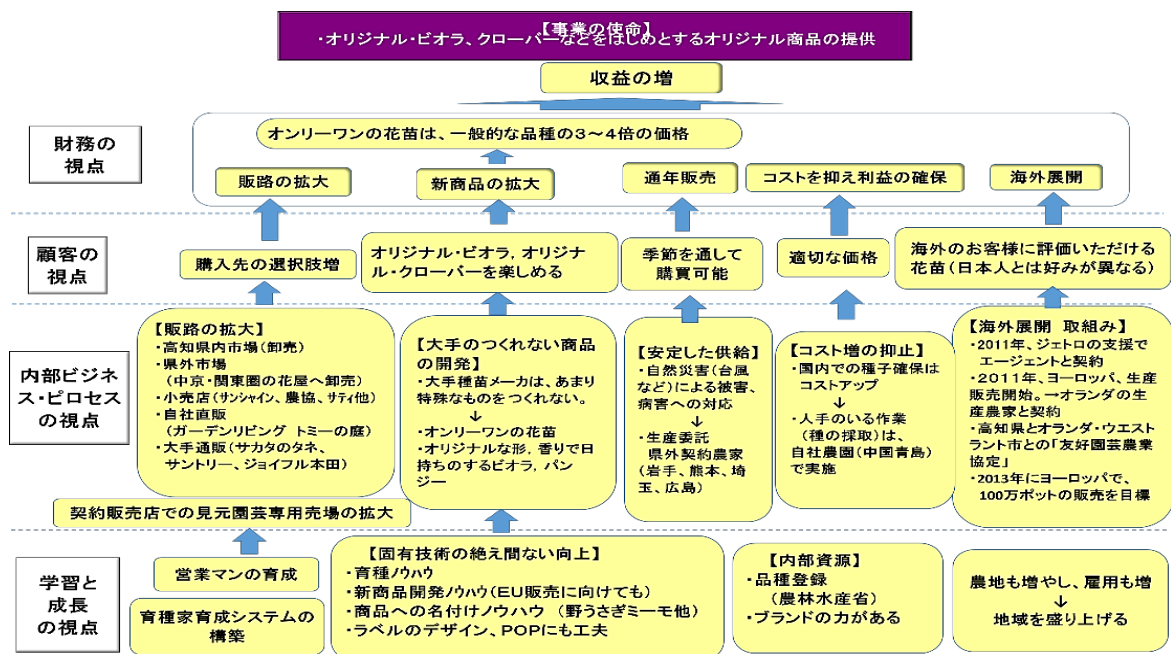 【事業の使命】
・オリジナル・ビオラ、クローバーなどをはじめとするオリジナル商品の提供
収益の増
財務の
視点
オンリーワンの花苗は、一般的な品種の３～４倍の価格
販路の拡大
新商品の拡大
通年販売
コストを抑え利益の確保
海外展開
顧客の
視点
購入先の選択肢増
オリジナル・ビオラ，オリジナ
ル・クローバーを楽しめる
季節を通して
購買可能
適切な価格
海外のお客様に評価いただける
花苗（日本人とは好みが異なる）
内部ビジネ
ス・ピロセス
の視点
【販路の拡大】
・高知県内市場（卸売）
・県外市場
（中京・関東圏の花屋へ卸売）
・小売店（サンシャイン、農協、サティ他）
・自社直販
（ガーデンリビング トミーの庭）
・大手通販（サカタのタネ、
サントリー、ジョイフル本田）
契約販売店での見元園芸専用売場の拡大
【大手のつくれない商品
の開発】
・大手種苗メーカは、あまり
特殊なものをつくれない。
↓
・オンリーワンの花苗
・オリジナルな形，香りで日
持ちのするビオラ，パン
ジー
【安定した供給】
・自然災害（台風
など）による被害、
病害への対応
↓
・生産委託
県外契約農家
（岩手、熊本、埼
玉、広島）
【コスト増の抑止】
・国内での種子確保は
コストアップ
↓
・人手のいる作業
（種の採取）は、
自社農園（中国青島）
で実施
【海外展開 取組み】
・2011年、ジェトロの支援で
エージェントと契約
・２０１１年、ヨーロッパ、生産
販売開始。→オランダの生
産農家と契約
・高知県とオランダ・ウエスト
ラント市との「友好園芸農業
協定」
・2013年にヨーロッパで、
100万ポットの販売を目標
学習と
成長
の視点
営業マンの育成
育種家育成システムの
構築
【固有技術の絶え間ない向上】
・育種ﾉｳﾊｳ
・新商品開発ﾉｳﾊｳ（ＥＵ販売に向けても）
・商品への名付けノウハウ （野うさぎミーモ他）
・ラベルのデザイン、POPにも工夫
【内部資源】
・品種登録
（農林水産省）
・ブランドの力がある
農地も増やし、雇用も増
↓
地域を盛り上げる